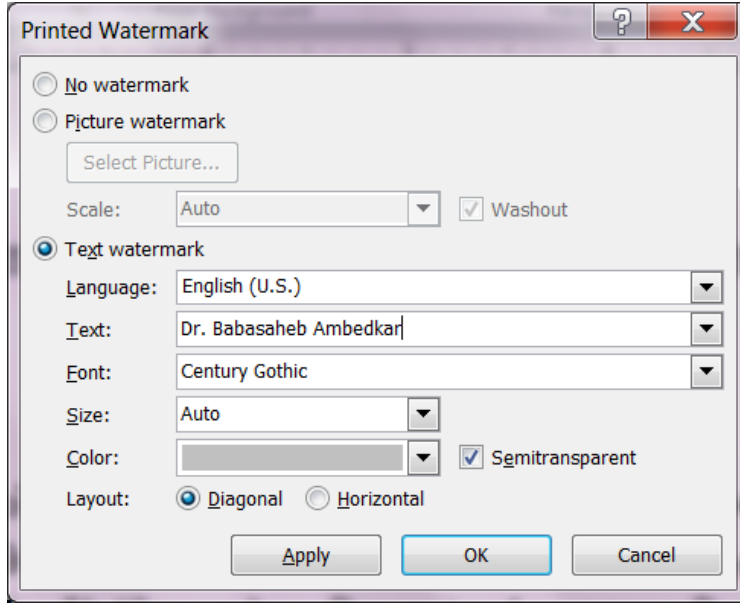 Printed Watermark
No watermark
Picture watermark
Select Picture...
Scale: Auto Washout
Text watermark
Language: English (U.S.)
Text: Dr. Babasaheb Ambedkar
Font: Century Gothic
Size: Auto
Color: Semitransparent
Layout: Diagonal Horizontal
Apply OK Cancel